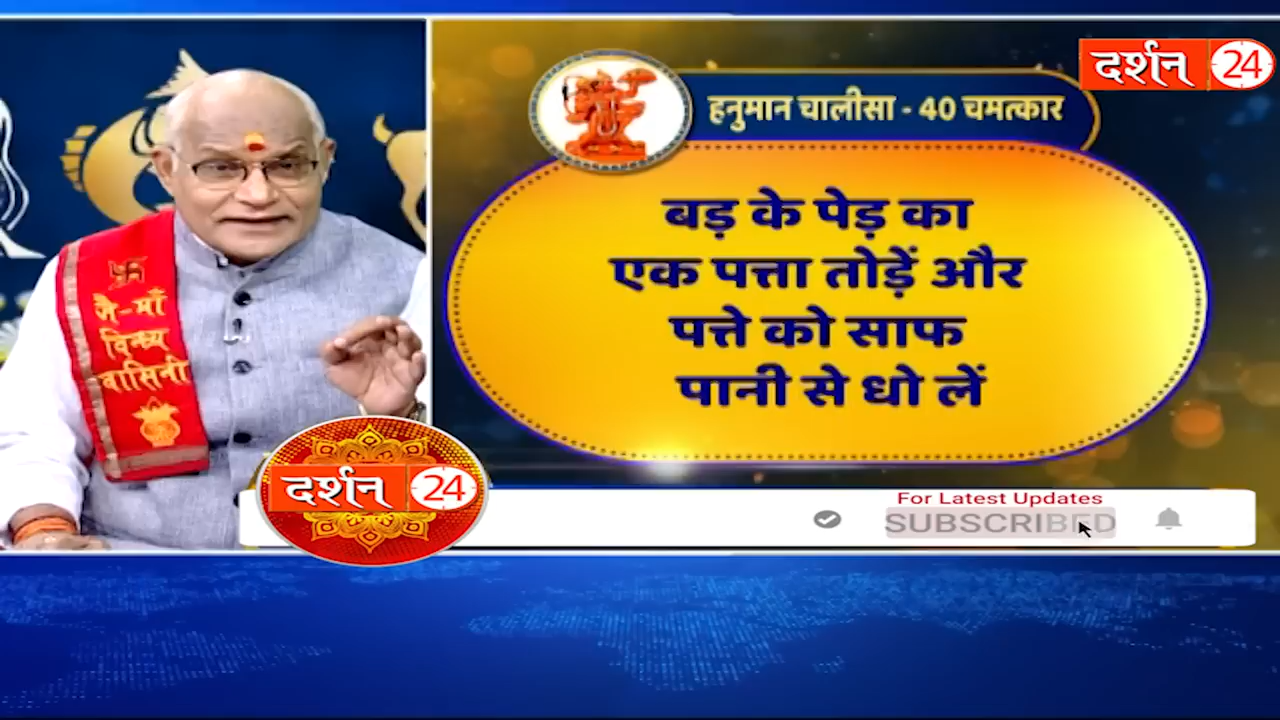 दर्शन 24
हनुमान चालीसा - 40 चमत्कार
बड़ के पेड़ का
एक पत्ता तोड़ें और
पत्ते को साफ
पानी से धो लें
जै-माँ
विन्ध्य
वासिनी
दर्शन 24
For Latest Updates
SUBSCRIBED